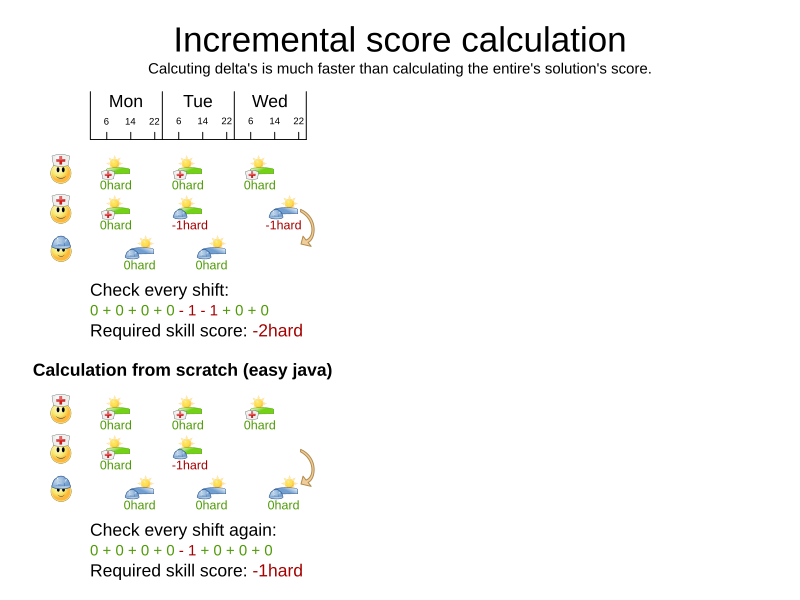 Incremental score calculation
Calcuting delta's is much faster than calculating the entire's solution's score.
Mon Tue Wed
6 14 22 6 14 22 6 14 22
0hard 0hard 0hard
0hard -1hard -1hard
0hard 0hard
Check every shift:
0 + 0 + 0 + 0 - 1 - 1 + 0 + 0
Required skill score: -2hard
Calculation from scratch (easy java)
0hard 0hard 0hard
0hard -1hard
0hard 0hard 0hard
Check every shift again:
0 + 0 + 0 + 0 - 1 + 0 + 0 + 0
Required skill score: -1hard